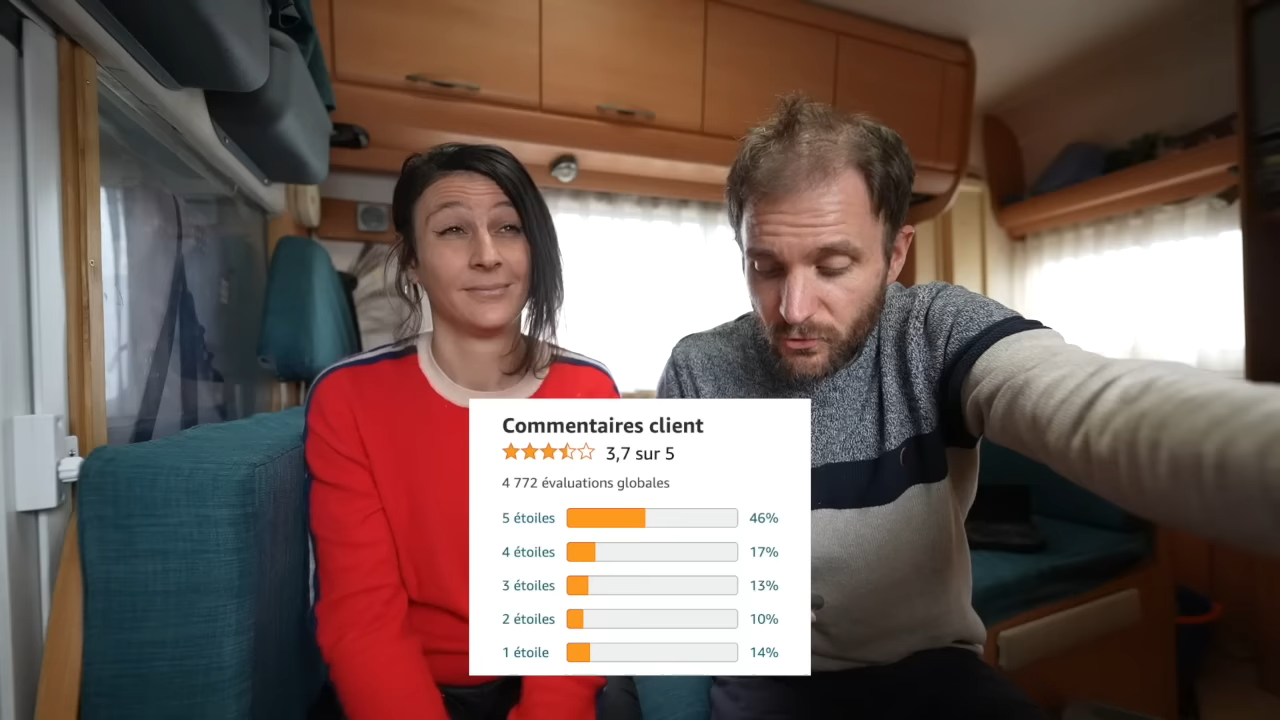 Commentaires client
3,7 sur 5
4 772 évaluations globales
5 étoiles 46%
4 étoiles 17%
3 étoiles 13%
2 étoiles 10%
1 étoile 14%